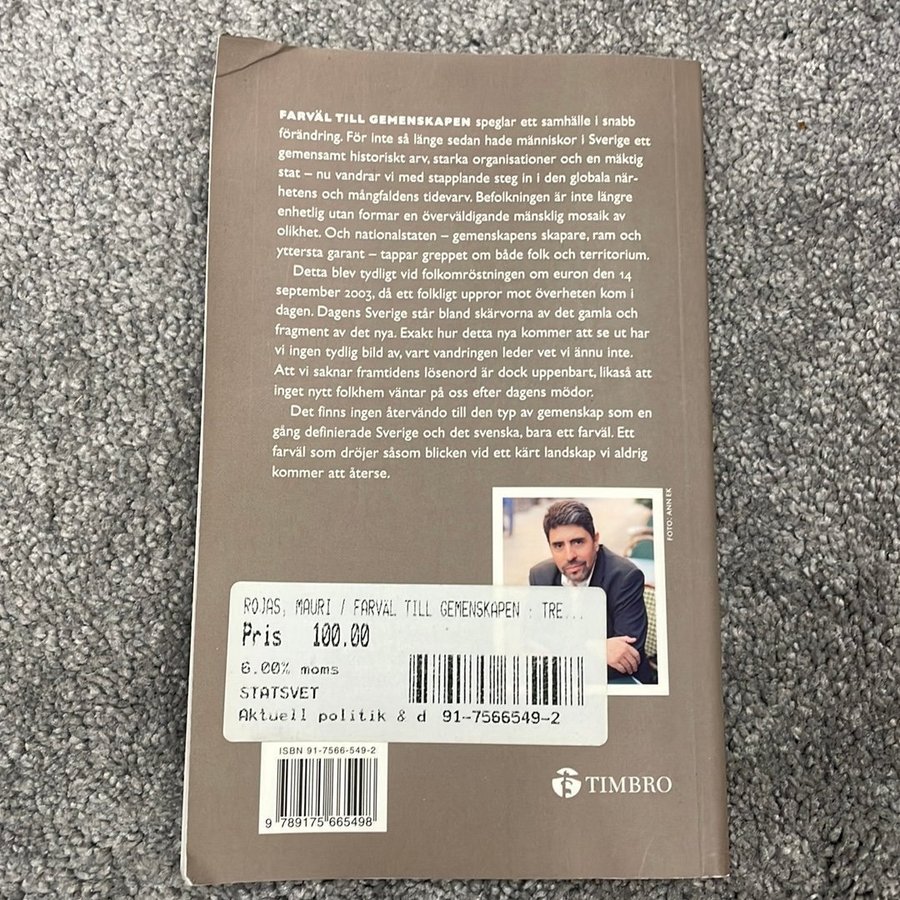 FARVÄL TILL GEMENSKAPEN speglar ett samhälle i snabb
förändring. För inte så länge sedan hade människor i Sverige ett
gemensamt historiskt arv, starka organisationer och en mäktig
stat – nu vandrar vi med stapplande steg in i den globala när-
hetens och mångfaldens tidevarv. Befolkningen är inte längre
enhetlig utan formar en överväldigande mänsklig mosaik av
olikhet. Och nationalstaten – gemenskapens skapare, ram och
yttersta garant – tappar greppet om både folk och territorium.
Detta blev tydligt vid folkomröstningen om euron den 14
september 2003, då ett folkligt uppror mot överheten kom i
dagen. Dagens Sverige står bland skärvorna av det gamla och
fragment av det nya. Exakt hur detta nya kommer att se ut har
vi ingen tydlig bild av, vart vandringen leder vet vi ännu inte.
Att vi saknar framtidens lösenord är dock uppenbart, likaså att
inget nytt folkhem väntar på oss efter dagens mödor.
Det finns ingen återvändo till den typ av gemenskap som en
gång definierade Sverige och det svenska, bara ett farväl. Ett
farväl som dröjer såsom blicken vid ett kärt landskap vi aldrig
kommer att återse.
FOTO: ANN EK
ROJAS, MAURI / FARVÄL TILL GEMENSKAPEN : TRE...
Pris 100.00
6.00% moms
STATSVET
Aktuell politik & d 91-7566549-2
ISBN 91-7566-549-2
9 789175 665498
TIMBRO